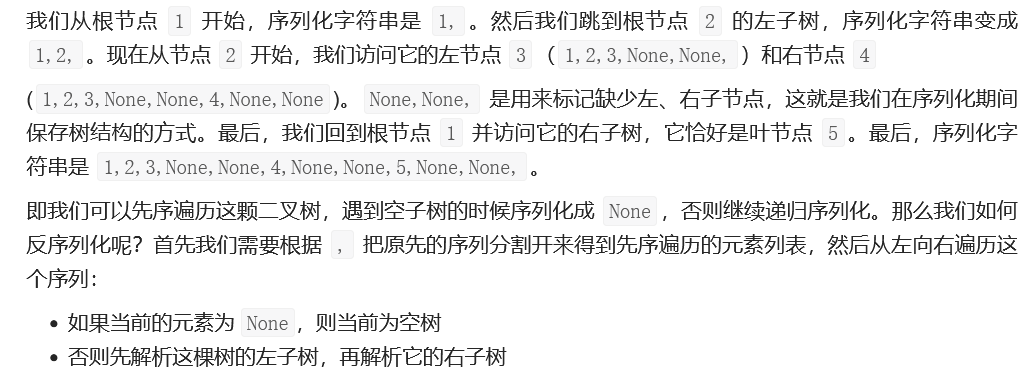 我们从根节点 1 开始，序列化字符串是 1, 。然后我们跳到根节点 2 的左子树，序列化字符串变成
1,2, 。现在从节点 2 开始，我们访问它的左节点 3 （ 1,2,3,None,None, ）和右节点 4
( 1,2,3,None,None,4,None,None )。 None,None, 是用来标记缺少左、右子节点，这就是我们在序列化期间
保存树结构的方式。最后，我们回到根节点 1 并访问它的右子树，它恰好是叶节点 5 。最后，序列化字
符串是 1,2,3,None,None,4,None,None,5,None,None, 。
即我们可以先序遍历这颗二叉树，遇到空子树的时候序列化成 None ，否则继续递归序列化。那么我们如何
反序列化呢？首先我们需要根据 , 把原先的序列分割开来得到先序遍历的元素列表，然后从左向右遍历这
个序列：
• 如果当前的元素为 None ，则当前为空树
• 否则先解析这棵树的左子树，再解析它的右子树